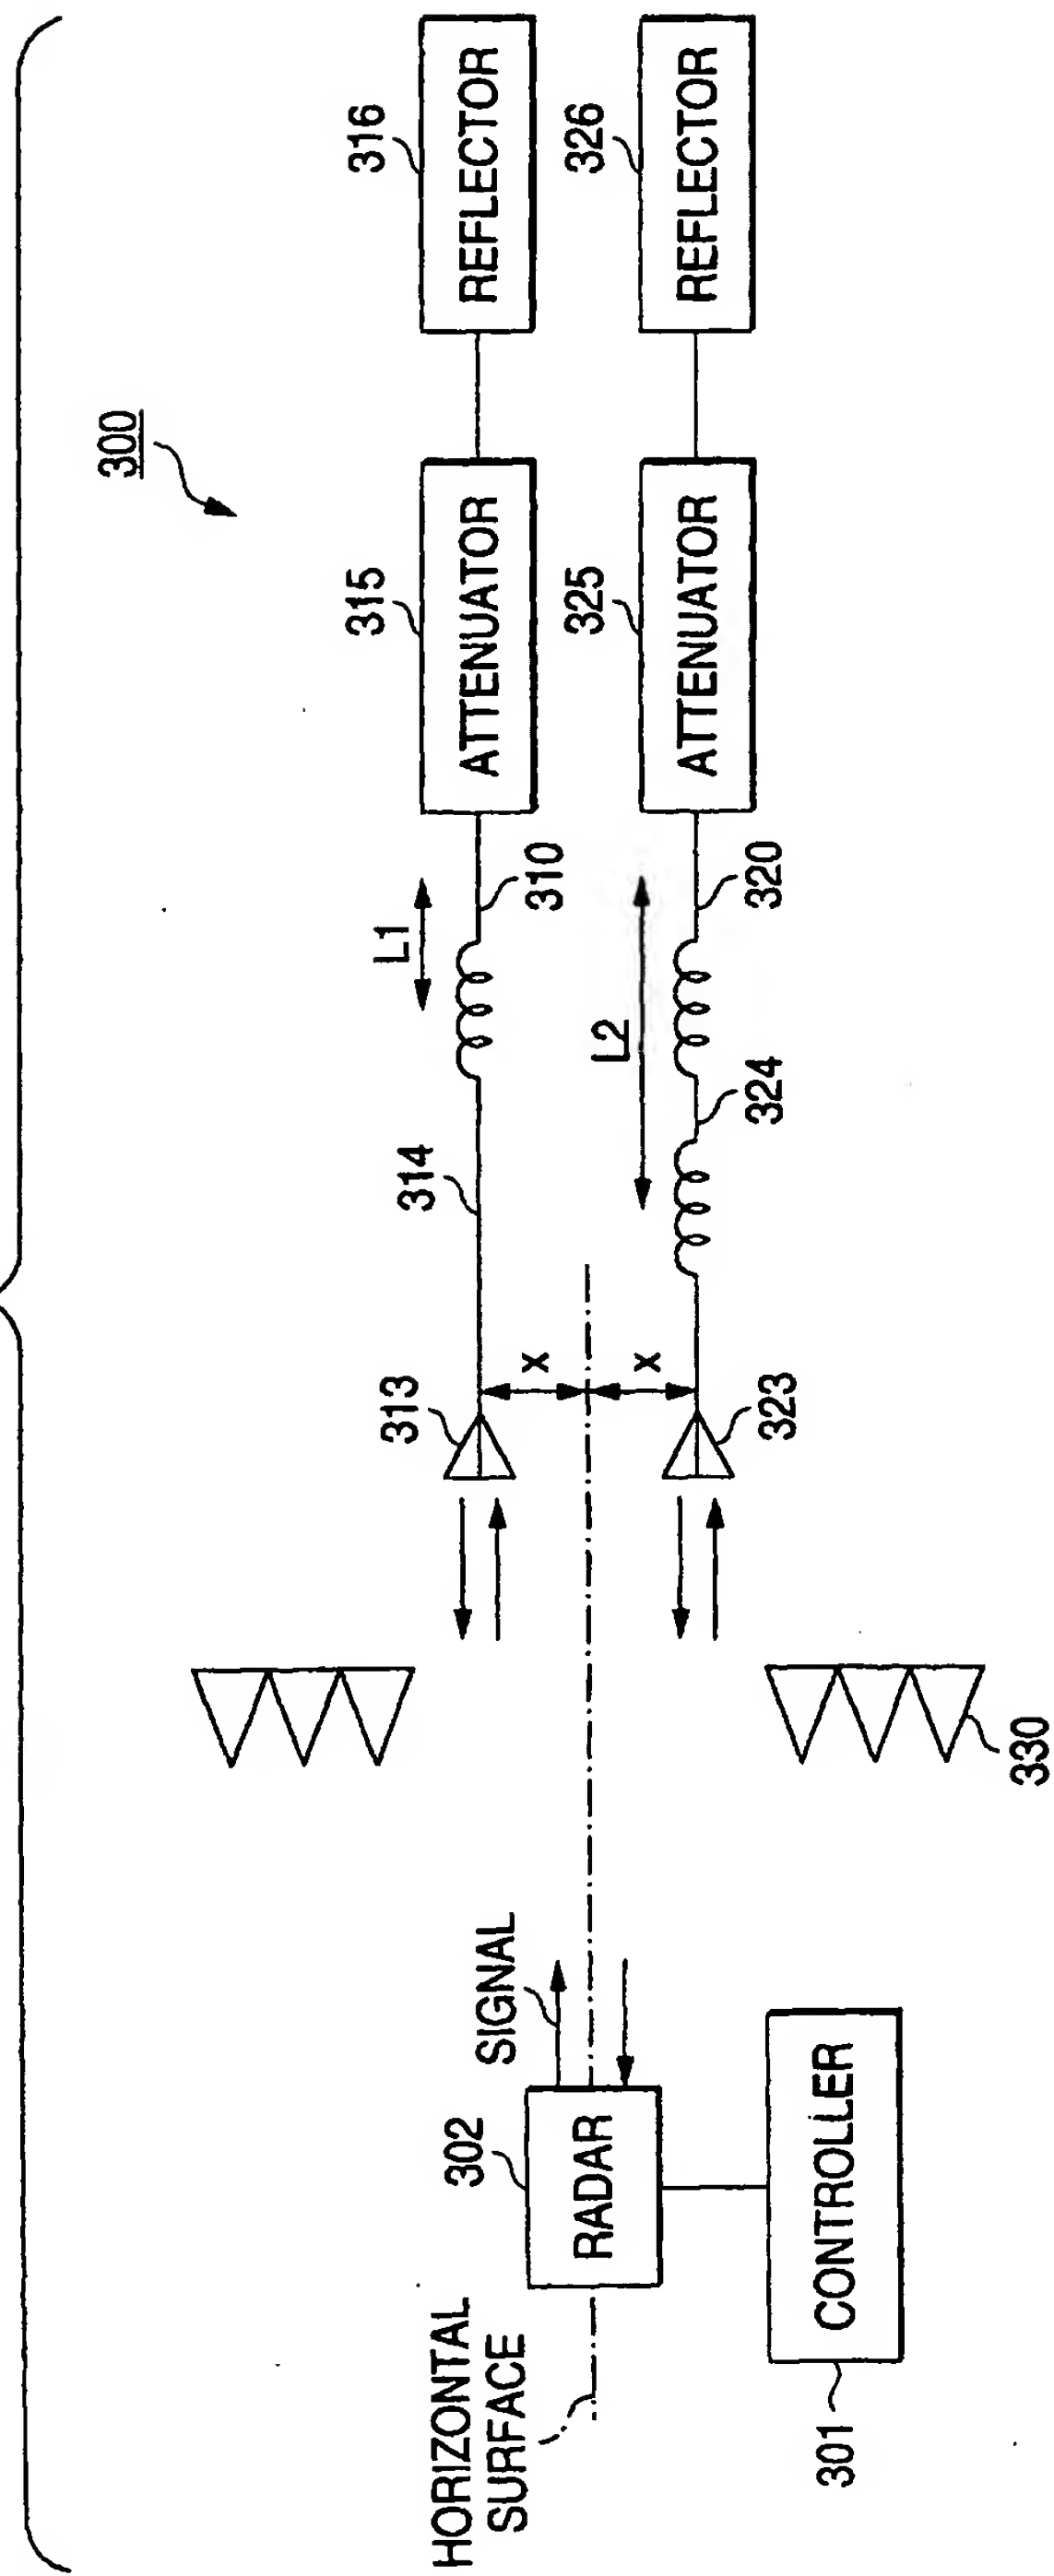 300
HORIZONTAL
SURFACE
302
RADAR
SIGNAL
301
CONTROLLER
330
313
X
X
323
314
L1
310
315
ATTENUATOR
316
REFLECTOR
L2
324
320
325
ATTENUATOR
326
REFLECTOR